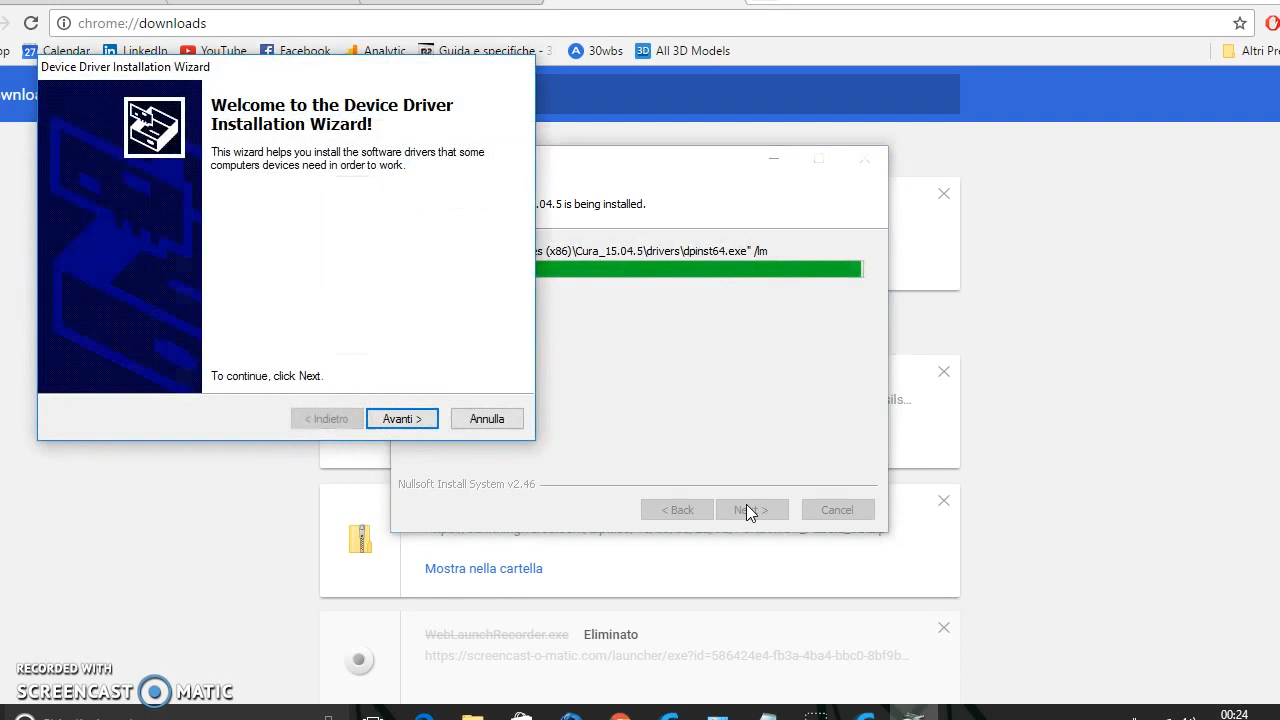 chrome://downloads
Calendar LinkedIn YouTube Facebook Analytic Guida e specifiche - 3 30wbs All 3D Models Altri Pre
Device Driver Installation Wizard
Welcome to the Device Driver
Installation Wizard!
This wizard helps you install the software drivers that some
computers devices need in order to work.
To continue, click Next.
< Indietro Avanti > Annulla
.04.5 is being installed.
es (x86)\Cura_15.04.5\drivers\dpinst64.exe" /lm
Nullsoft Install System v2.46
< Back Next > Cancel
Mostra nella cartella
WebLaunchRecorder.exe Eliminato
https://screencast-o-matic.com/launcher/exe?id=586424e4-fb3a-4ba4-bbc0-8bf9b...
RECORDED WITH
SCREENCAST MATIC
00:24